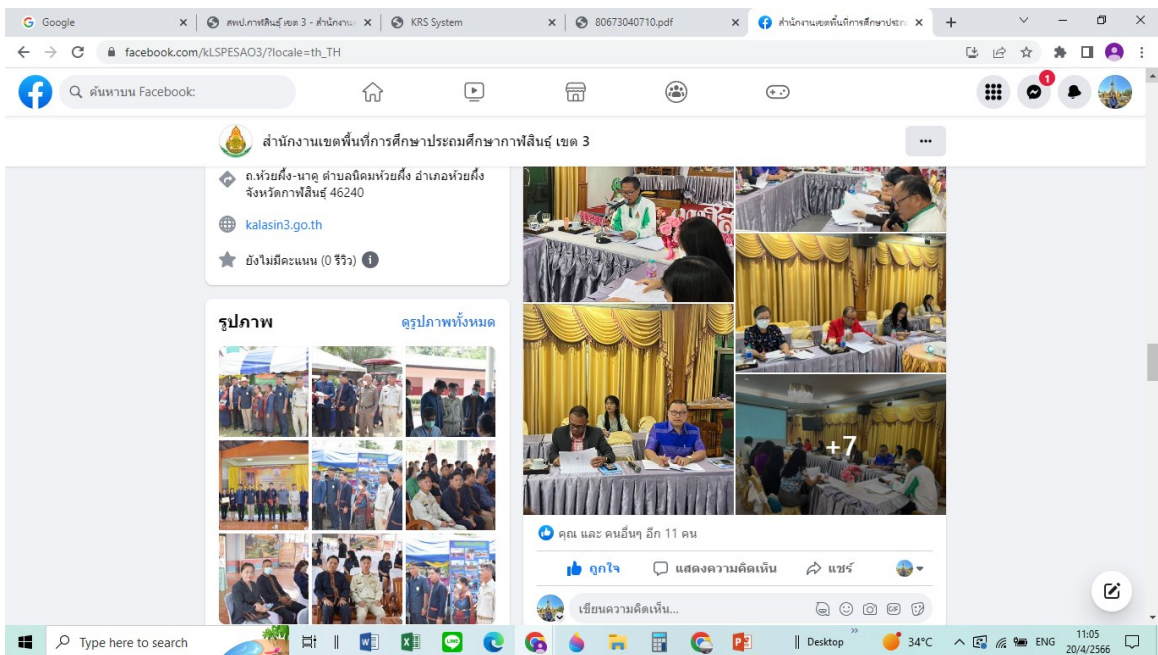 Google
สพป.กาฬสินธุ์ เขต 3 - สำนักงาน
KRS System
80673040710.pdf
สำนักงานเขตพื้นที่การศึกษาประถ
facebook.com/kLSPESAO3/?locale=th_TH
ค้นหาบน Facebook:
1
สำนักงานเขตพื้นที่การศึกษาประถมศึกษากาฬสินธุ์ เขต 3
ถ.ห้วยผึ้ง-นาคู ตำบลนิคมห้วยผึ้ง อำเภอห้วยผึ้ง
จังหวัดกาฬสินธุ์ 46240
kalasin3.go.th
ยังไม่มีคะแนน (0 รีวิว)
รูปภาพ
ดูรูปภาพทั้งหมด
+7
คุณ และ คนอื่นๆ อีก 11 คน
ถูกใจ
แสดงความคิดเห็น
แชร์
เขียนความคิดเห็น...
GIF
Type here to search
Desktop
34°C
ENG
11:05
20/4/2566